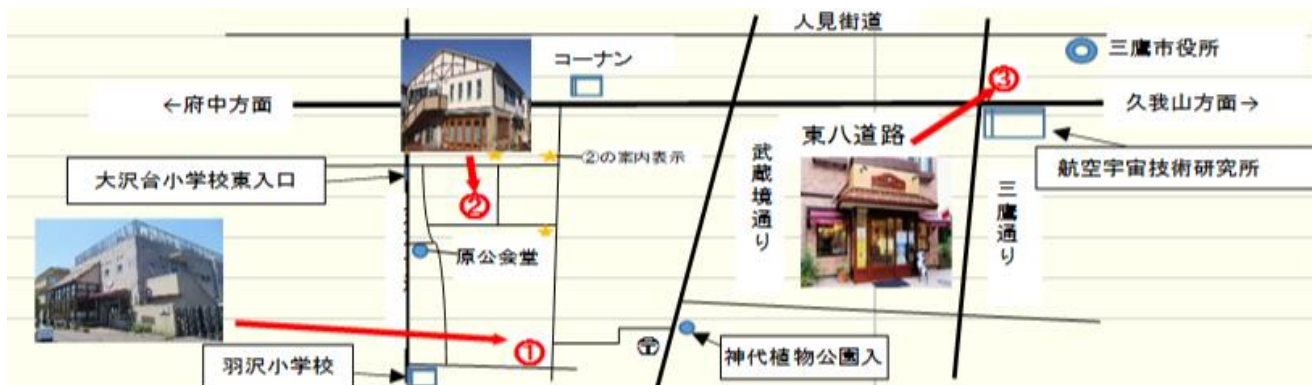 人見街道
三鷹市役所
コーナン
③
←府中方面
久我山方面→
東八道路
②の案内表示
武蔵境通り
航空宇宙技術研究所
大沢台小学校東入口
②
三鷹通り
原公会堂
①
神代植物公園入
羽沢小学校